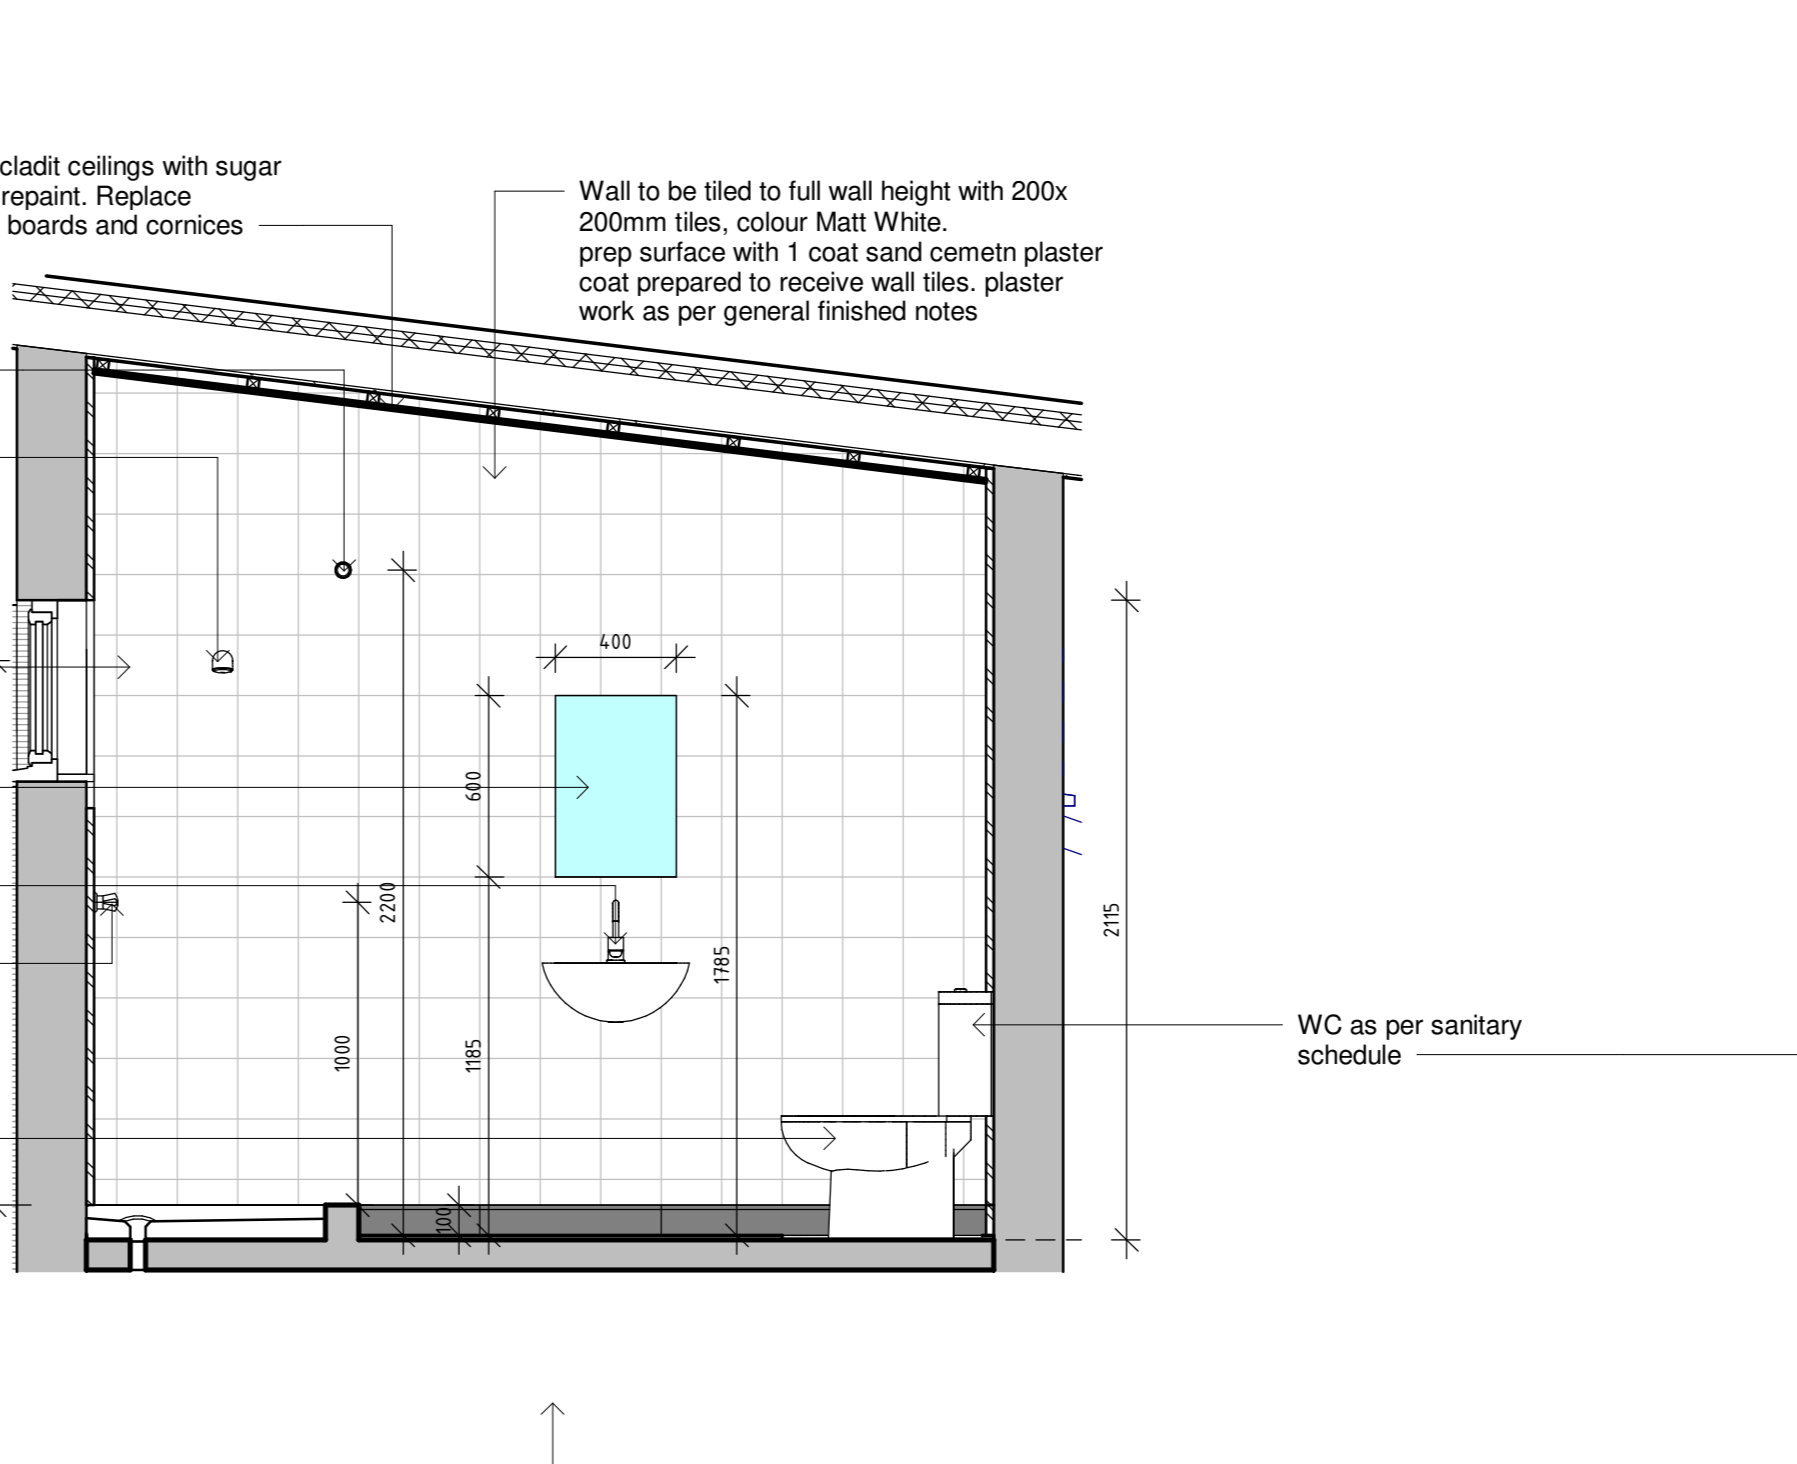 cladit ceilings with sugar
repaint. Replace
boards and cornices
Wall to be tiled to full wall height with 200x
200mm tiles, colour Matt White.
prep surface with 1 coat sand cemetn plaster
coat prepared to receive wall tiles. plaster
work as per general finished notes
400
600
2200
2115
1785
1000
1185
100
WC as per sanitary
schedule